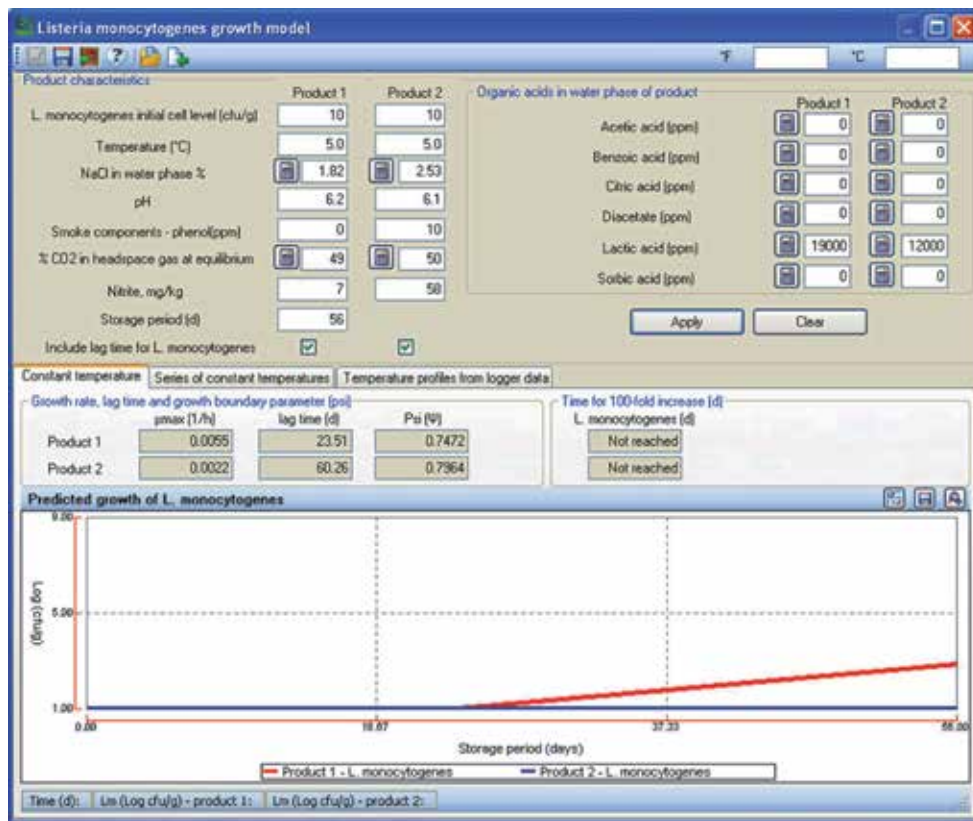 Listeria monocytogenes growth model
°F °C
Product characteristics
Product 1 Product 2
L. monocytogenes initial cell level (cfu/g) 10 10
Temperature (°C) 5.0 5.0
NaCl in water phase % 1.82 2.53
pH 6.2 6.1
Smoke components - phenol(ppm) 0 10
% CO2 in headspace gas at equilibrium 49 50
Nitrite, mg/kg 7 58
Storage period (d) 56
Include lag time for L. monocytogenes
Organic acids in water phase of product
Product 1 Product 2
Acetic acid (ppm) 0 0
Benzoic acid (ppm) 0 0
Citric acid (ppm) 0 0
Diacetate (ppm) 0 0
Lactic acid (ppm) 19000 12000
Sorbic acid (ppm) 0 0
Apply Clear
Constant temperature Series of constant temperatures Temperature profiles from logger data
Growth rate, lag time and growth boundary parameter (psi)
µmax (1/h) lag time (d) Psi (Ψ)
Product 1 0.0055 23.51 0.7472
Product 2 0.0022 60.26 0.7964
Time for 100-fold increase (d)
L. monocytogenes (d)
Not reached
Not reached
Predicted growth of L. monocytogenes
9.00
5.00
1.00
Log (cfu/g)
0.00 18.67 37.33 56.00
Storage period (days)
Product 1 - L. monocytogenes Product 2 - L. monocytogenes
Time (d): Lm (Log cfu/g) - product 1: Lm (Log cfu/g) - product 2: